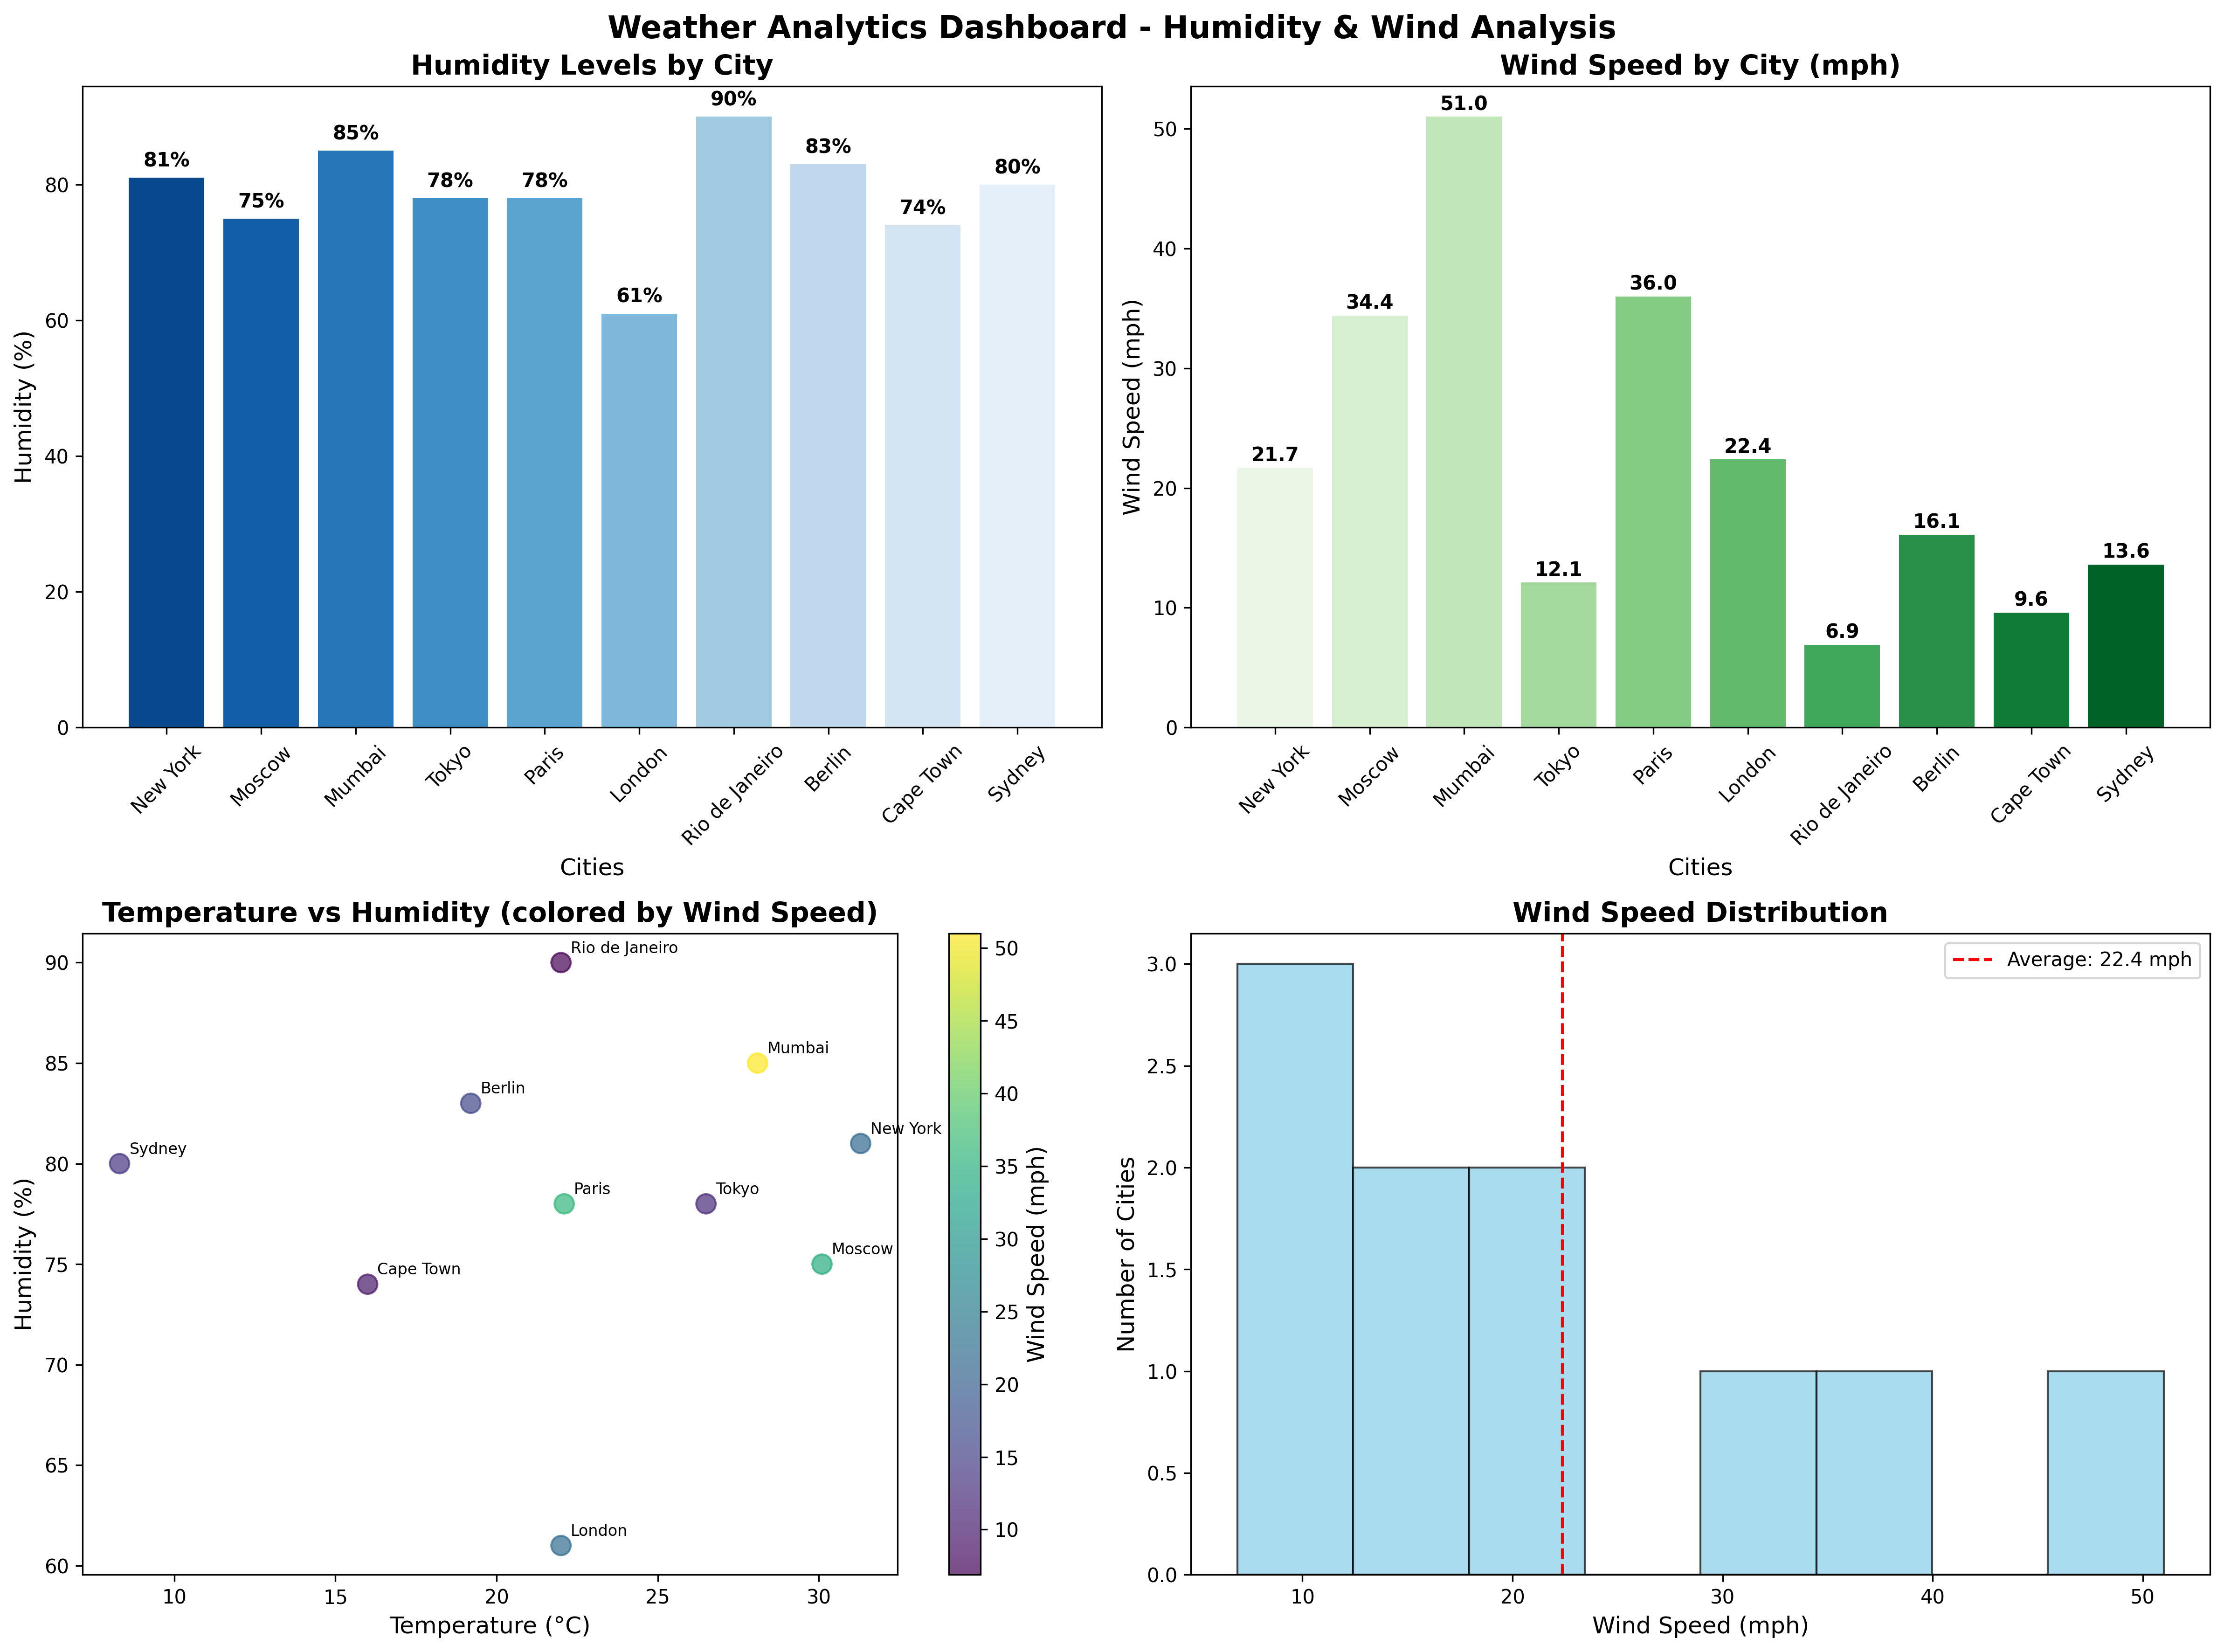 Weather Analytics Dashboard - Humidity & Wind Analysis
Humidity Levels by City
Humidity (%)
80
60
40
20
0
81%
75%
85%
78%
78%
61%
90%
83%
74%
80%
New York
Moscow
Mumbai
Tokyo
Paris
London
Rio de Janeiro
Berlin
Cape Town
Sydney
Cities
Wind Speed by City (mph)
Wind Speed (mph)
50
40
30
20
10
0
21.7
34.4
51.0
12.1
36.0
22.4
6.9
16.1
9.6
13.6
New York
Moscow
Mumbai
Tokyo
Paris
London
Rio de Janeiro
Berlin
Cape Town
Sydney
Cities
Temperature vs Humidity (colored by Wind Speed)
Humidity (%)
90
85
80
75
70
65
60
Rio de Janeiro
Mumbai
Berlin
New York
Sydney
Paris
Tokyo
Moscow
Cape Town
London
10
15
20
25
30
Temperature (°C)
50
45
40
35
30
25
20
15
10
Wind Speed (mph)
Wind Speed Distribution
Number of Cities
3.0
2.5
2.0
1.5
1.0
0.5
0.0
Average: 22.4 mph
10
20
30
40
50
Wind Speed (mph)